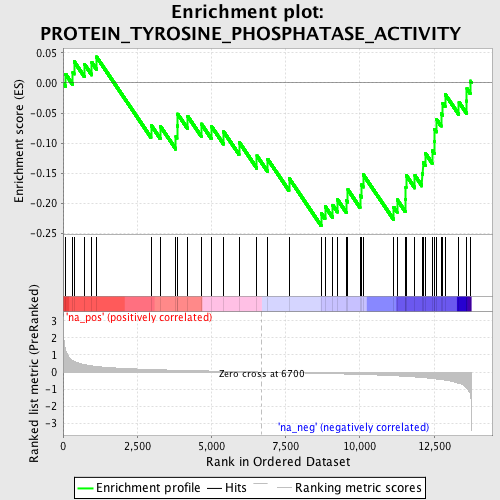 Enrichment plot:
PROTEIN_TYROSINE_PHOSPHATASE_ACTIVITY
Enrichment score (ES)
0.05
0.00
-0.05
-0.10
-0.15
-0.20
-0.25
'na_pos' (positively correlated)
Ranked list metric (PreRanked)
3
2
1
0
-1
-2
-3
Zero cross at 6700
'na_neg' (negatively correlated)
0
2,500
5,000
7,500
10,000
12,500
Rank in Ordered Dataset
Enrichment profile
Hits
Ranking metric scores